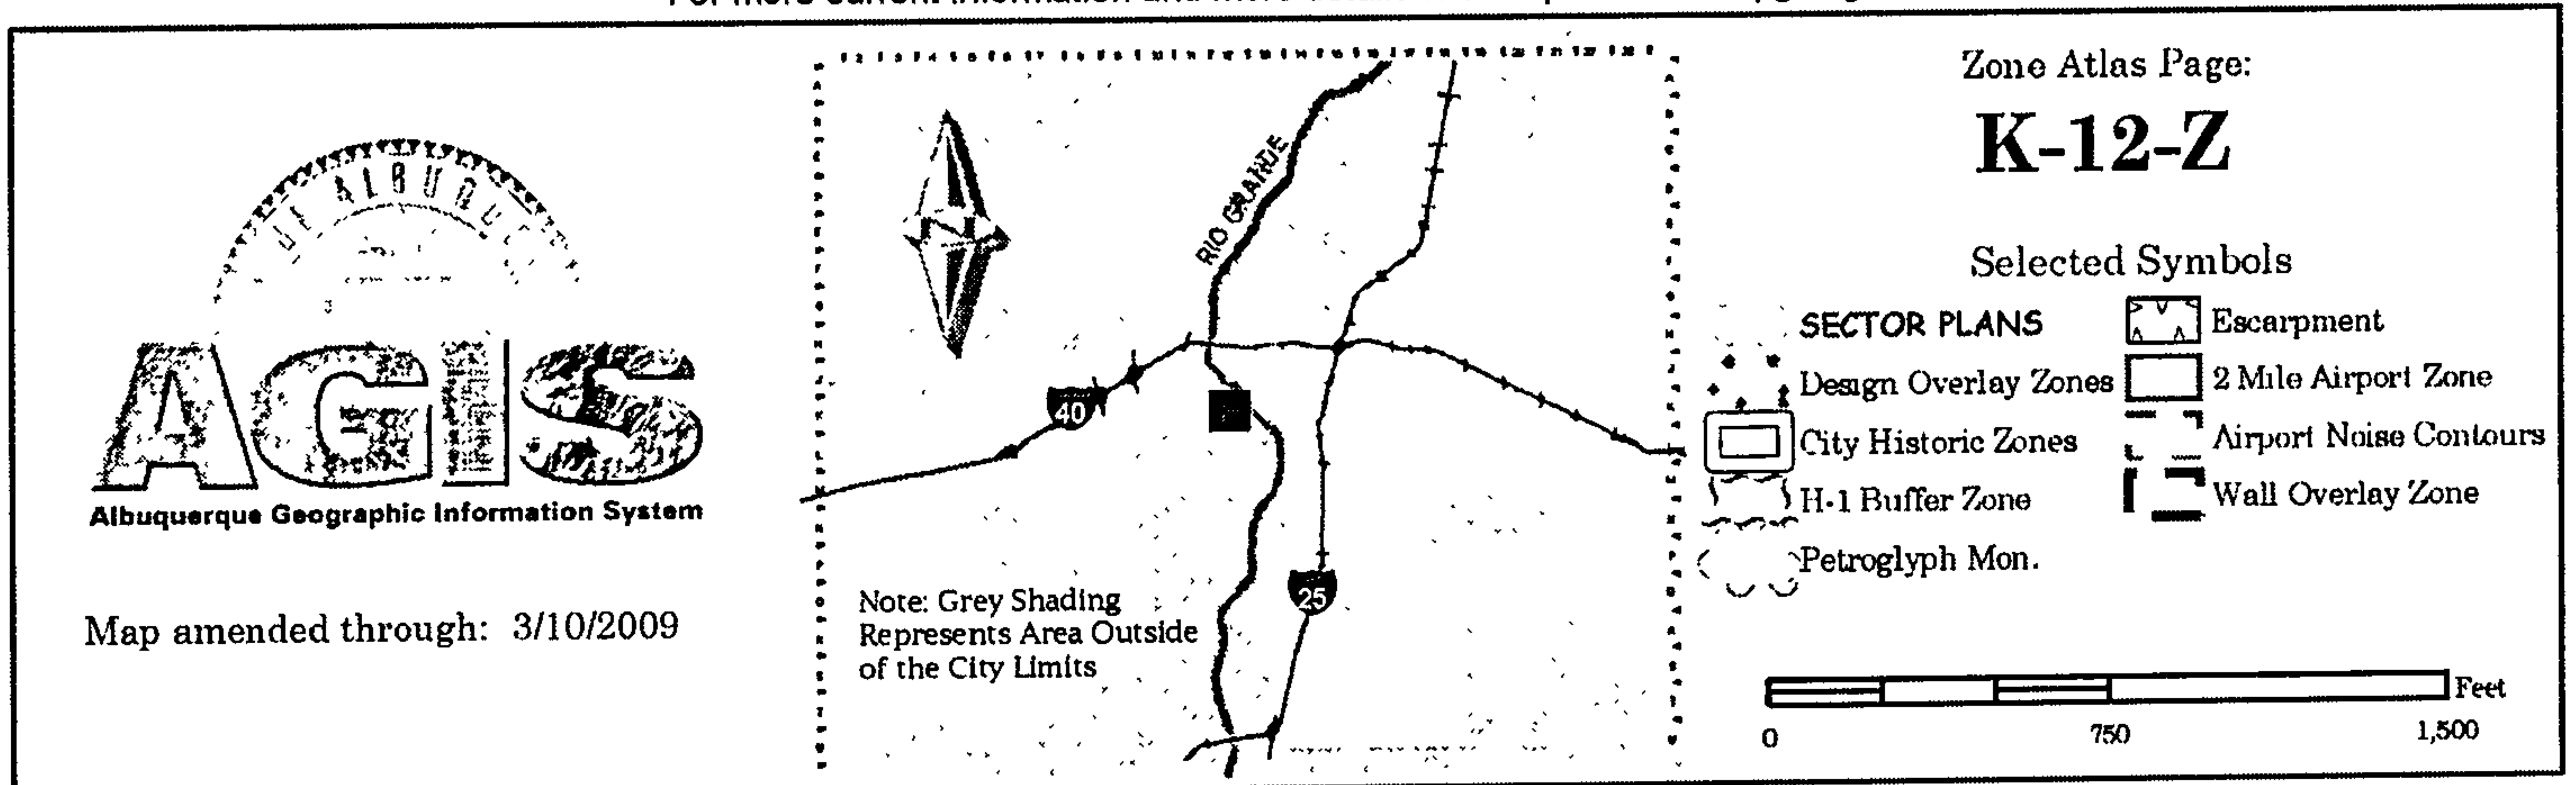 ALBUQU
AGIS
Albuquerque Geographic Information System
Map amended through: 3/10/2009
RIO GRANDE
40
25
Note: Grey Shading
Represents Area Outside
of the City Limits
Zone Atlas Page:
K-12-Z
Selected Symbols
SECTOR PLANS
Design Overlay Zones
City Historic Zones
H-1 Buffer Zone
Petroglyph Mon.
Escarpment
2 Mile Airport Zone
Airport Noise Contours
Wall Overlay Zone
Feet
0 750 1,500